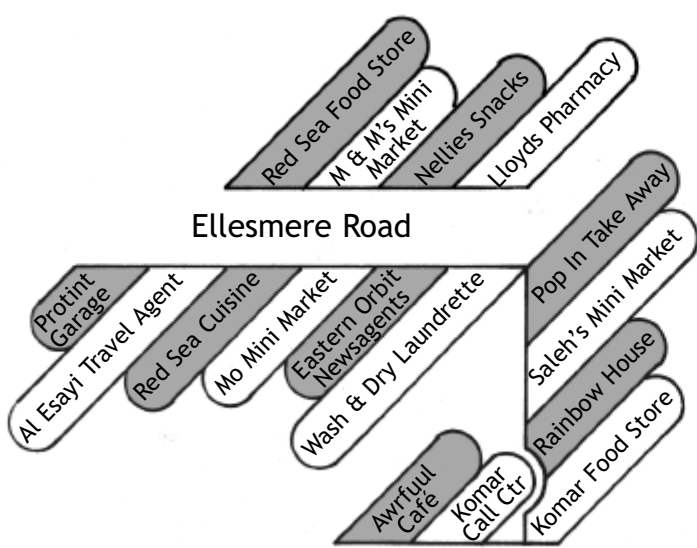 Red Sea Food Store
M & M's Mini
Market
Nellies Snacks
Lloyds Pharmacy
Ellesmere Road
Pop In Take Away
Saleh's Mini Market
Rainbow House
Komar Food Store
Protint
Garage
Al Esayi Travel Agent
Red Sea Cuisine
Mo Mini Market
Eastern Orbit
Newsagents
Wash & Dry Laundrette
Awrfuul
Café
Komar
Call Ctr